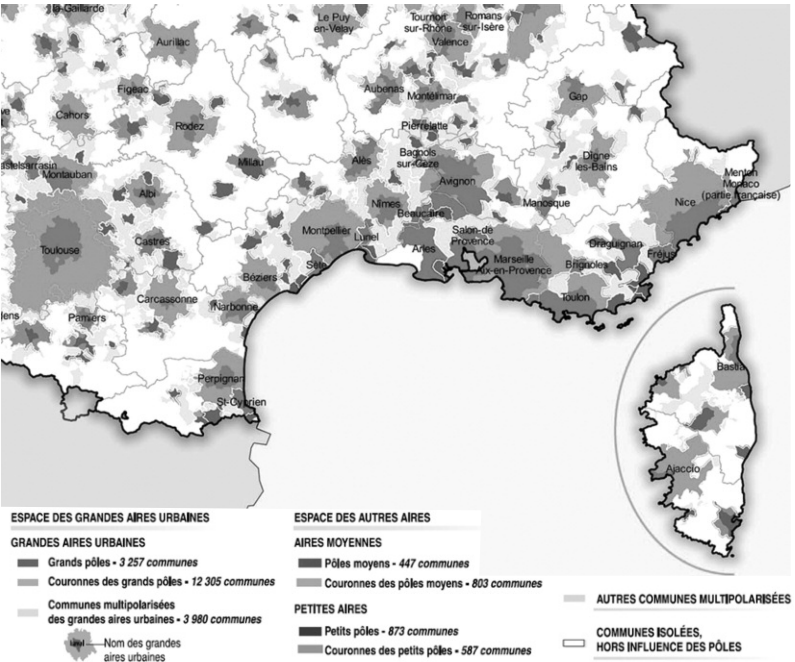 la-Gaillarde
Aurillac
Le Puy
en-Velay
Tournon
sur-Rhône
Romans
sur-Isère
Valence
Figeac
Cahors
Rodez
Aubenas
Montélimar
Gap
Pierrelatte
Bagnols
sur-Cèze
Digne
les-Bains
Castelsarrasin
Montauban
Millau
Alès
Avignon
Menton
Monaco
(partie française)
Albi
Nîmes
Beaucaire
Manosque
Nice
Toulouse
Castres
Montpellier
Lunel
Arles
Salon-de
Provence
Draguignan
Fréjus
Marseille
Aix-en-Provence
Brignoles
Sète
Béziers
Toulon
Carcassonne
Narbonne
Pamiers
Perpignan
St-Cyprien
Bastia
Ajaccio
ESPACE DES GRANDES AIRES URBAINES
GRANDES AIRES URBAINES
Grands pôles - 3 257 communes
Couronnes des grands pôles - 12 305 communes
Communes multipolarisées
des grandes aires urbaines - 3 980 communes
Nom des grandes
aires urbaines
ESPACE DES AUTRES AIRES
AIRES MOYENNES
Pôles moyens - 447 communes
Couronnes des pôles moyens - 803 communes
PETITES AIRES
Petits pôles - 873 communes
Couronnes des petits pôles - 587 communes
AUTRES COMMUNES MULTIPOLARISÉES
COMMUNES ISOLÉES,
HORS INFLUENCE DES PÔLES